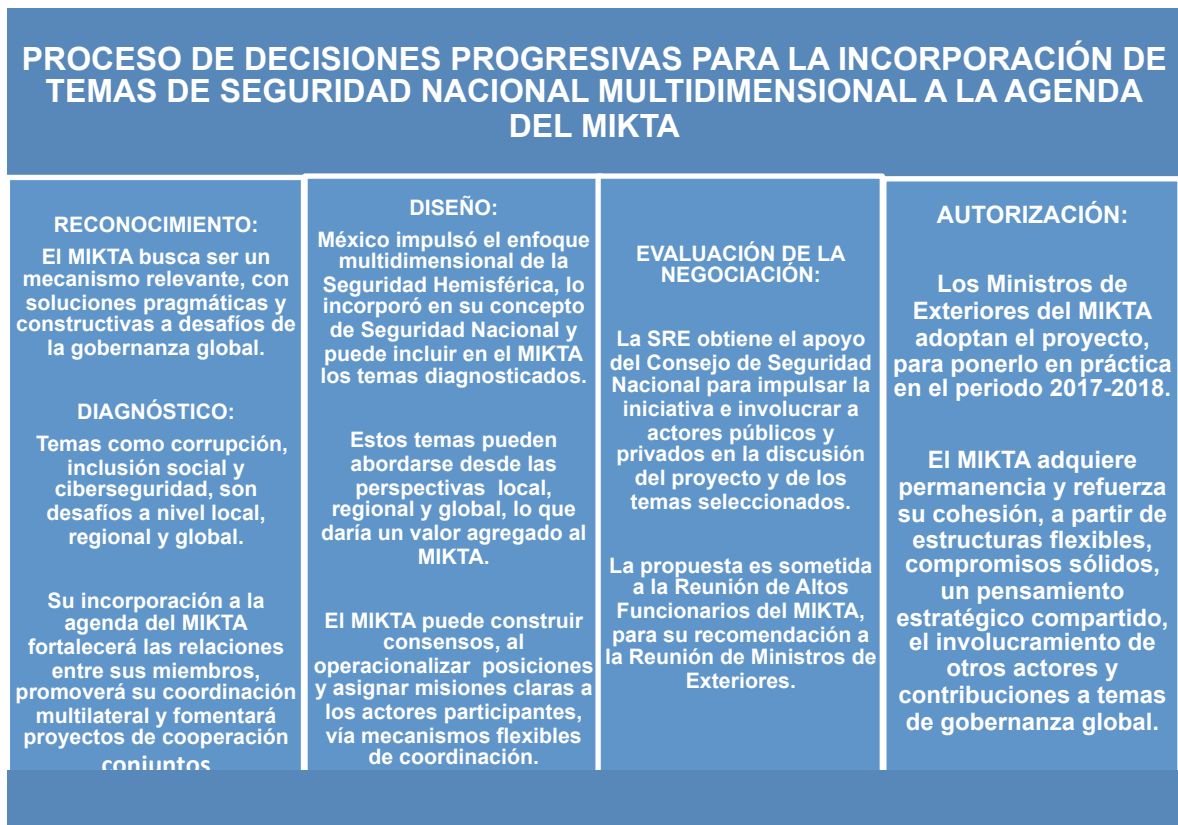 PROCESO DE DECISIONES PROGRESIVAS PARA LA INCORPORACIÓN DE
TEMAS DE SEGURIDAD NACIONAL MULTIDIMENSIONAL A LA AGENDA
DEL MIKTA
RECONOCIMIENTO:
El MIKTA busca ser un
mecanismo relevante, con
soluciones pragmáticas y
constructivas a desafíos de
la gobernanza global.
DIAGNÓSTICO:
Temas como corrupción,
inclusión social y
ciberseguridad, son
desafíos a nivel local,
regional y global.
Su incorporación a la
agenda del MIKTA
fortalecerá las relaciones
entre sus miembros,
promoverá su coordinación
multilateral y fomentará
proyectos de cooperación
conjuntos
DISEÑO:
México impulsó el enfoque
multidimensional de la
Seguridad Hemisférica, lo
incorporó en su concepto
de Seguridad Nacional y
puede incluir en el MIKTA
los temas diagnosticados.
Estos temas pueden
abordarse desde las
perspectivas local,
regional y global, lo que
daría un valor agregado al
MIKTA.
El MIKTA puede construir
consensos, al
operacionalizar posiciones
y asignar misiones claras a
los actores participantes,
vía mecanismos flexibles
de coordinación.
EVALUACIÓN DE LA
NEGOCIACIÓN:
La SRE obtiene el apoyo
del Consejo de Seguridad
Nacional para impulsar la
iniciativa e involucrar a
actores públicos y
privados en la discusión
del proyecto y de los
temas seleccionados.
La propuesta es sometida
a la Reunión de Altos
Funcionarios del MIKTA,
para su recomendación a
la Reunión de Ministros de
Exteriores.
AUTORIZACIÓN:
Los Ministros de
Exteriores del MIKTA
adoptan el proyecto,
para ponerlo en práctica
en el periodo 2017-2018.
El MIKTA adquiere
permanencia y refuerza
su cohesión, a partir de
estructuras flexibles,
compromisos sólidos,
un pensamiento
estratégico compartido,
el involucramiento de
otros actores y
contribuciones a temas
de gobernanza global.